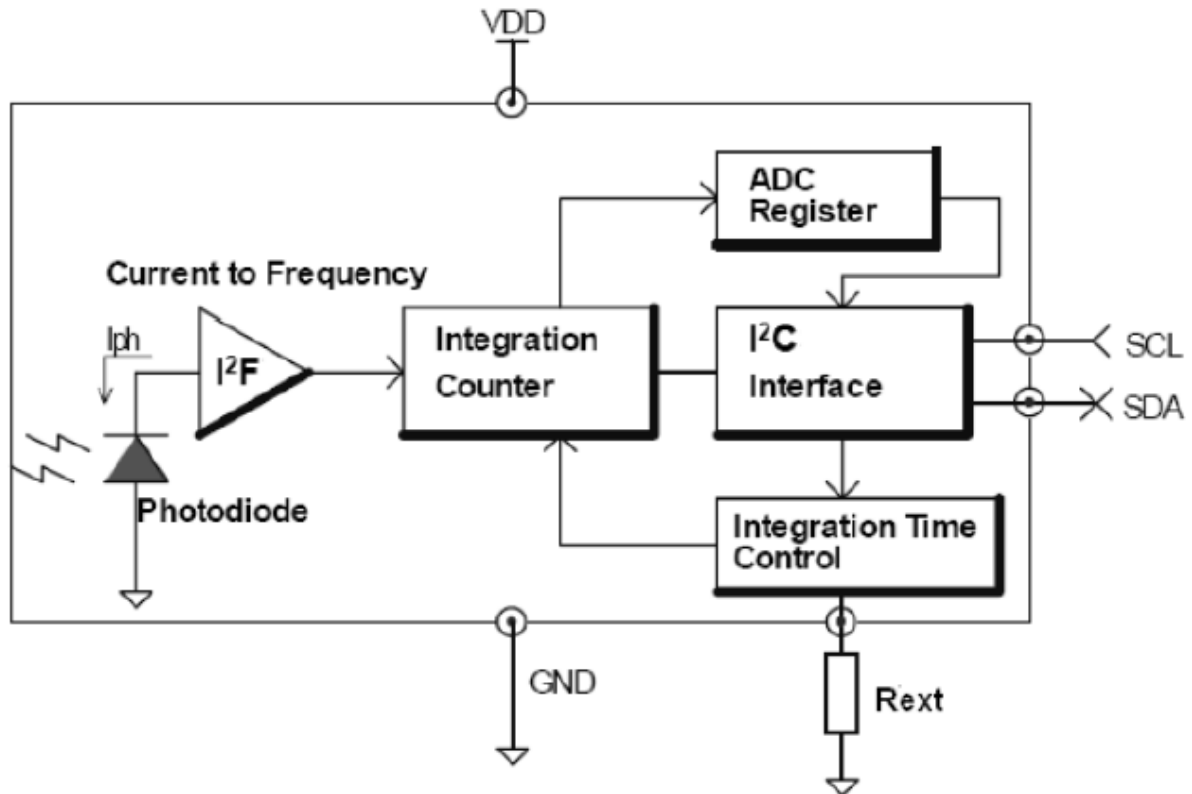 VDD
ADC
Register
Current to Frequency
Iph
I²F
Integration
Counter
I²C
Interface
SCL
SDA
Photodiode
Integration Time
Control
GND
Rext